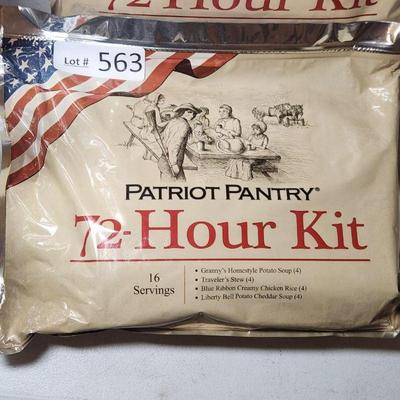 72-Hour Kit
Lot # 563
PATRIOT PANTRY®
72-Hour Kit
16
Servings
• Granny's Homestyle Potato Soup (4)
• Traveler's Stew (4)
• Blue Ribbon Creamy Chicken Rice (4)
• Liberty Bell Potato Cheddar Soup (4)